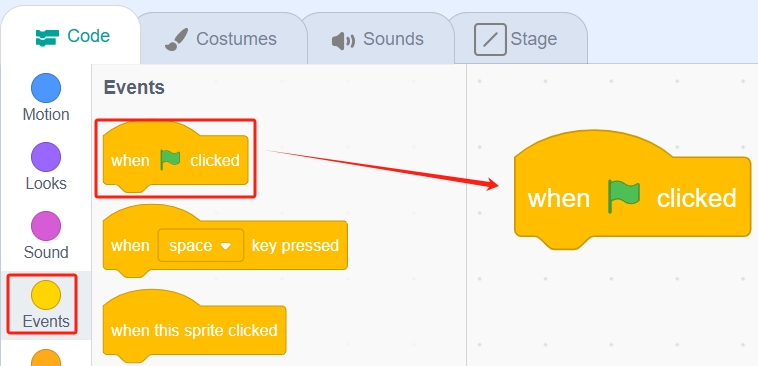 Code
Costumes
Sounds
Stage
Motion
Looks
Sound
Events
Events
when clicked
when space key pressed
when this sprite clicked
when clicked